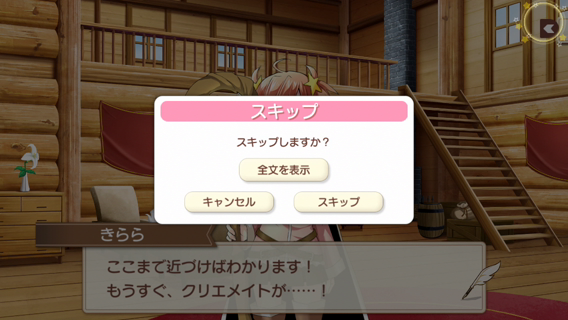 スキップ
スキップしますか？
全文を表示
キャンセル
スキップ
きらら
ここまで近づけばわかります！
もうすぐ、クリエメイトが……！